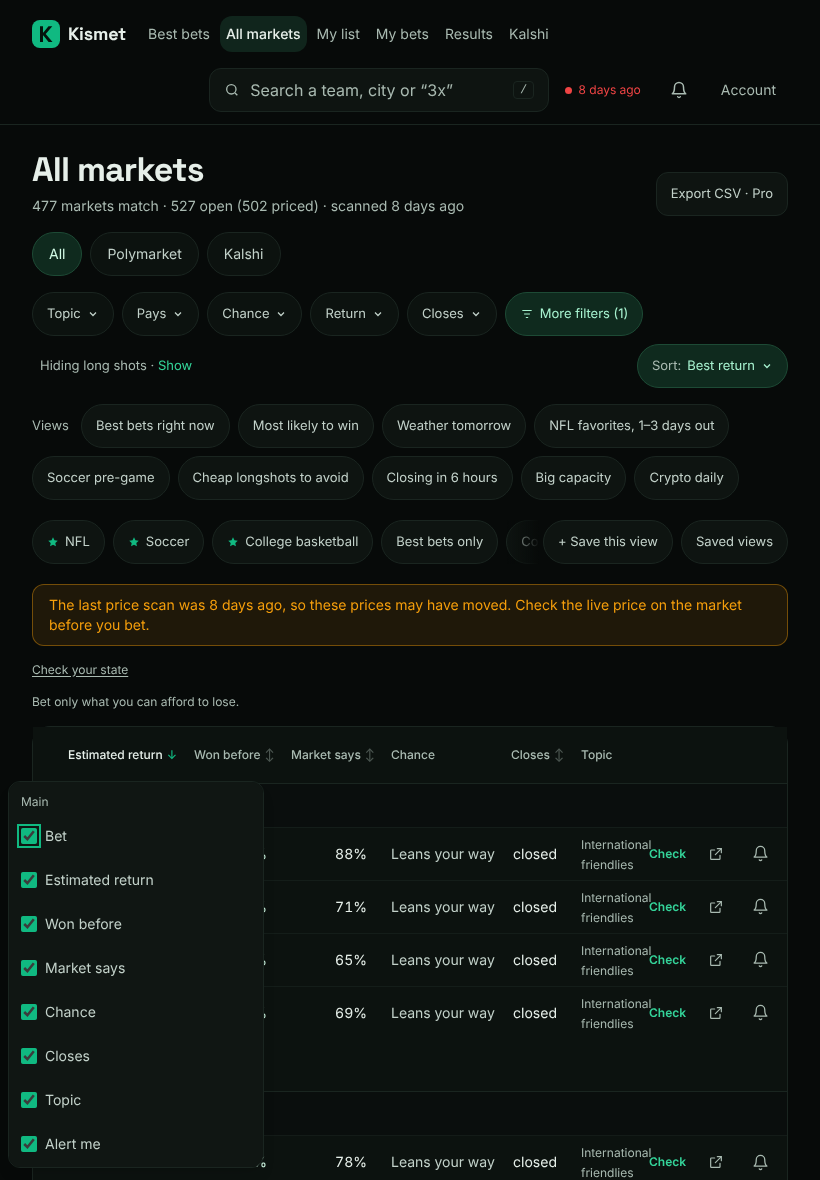 Kismet
Best bets
All markets
My list
My bets
Results
Kalshi
Search a team, city or “3x”
/
8 days ago
Account
All markets
477 markets match · 527 open (502 priced) · scanned 8 days ago
Export CSV · Pro
All
Polymarket
Kalshi
Topic
Pays
Chance
Return
Closes
More filters (1)
Hiding long shots · Show
Sort: Best return
Views
Best bets right now
Most likely to win
Weather tomorrow
NFL favorites, 1–3 days out
Soccer pre-game
Cheap longshots to avoid
Closing in 6 hours
Big capacity
Crypto daily
NFL
Soccer
College basketball
Best bets only
+ Save this view
Saved views
The last price scan was 8 days ago, so these prices may have moved. Check the live price on the market
before you bet.
Check your state
Bet only what you can afford to lose.
Estimated return
Won before
Market says
Chance
Closes
Topic
Main
Bet
Estimated return
Won before
Market says
Chance
Closes
Topic
Alert me
88% Leans your way closed International
friendlies
Check
71% Leans your way closed International
friendlies
Check
65% Leans your way closed International
friendlies
Check
69% Leans your way closed International
friendlies
Check
78% Leans your way closed International
friendlies
Check